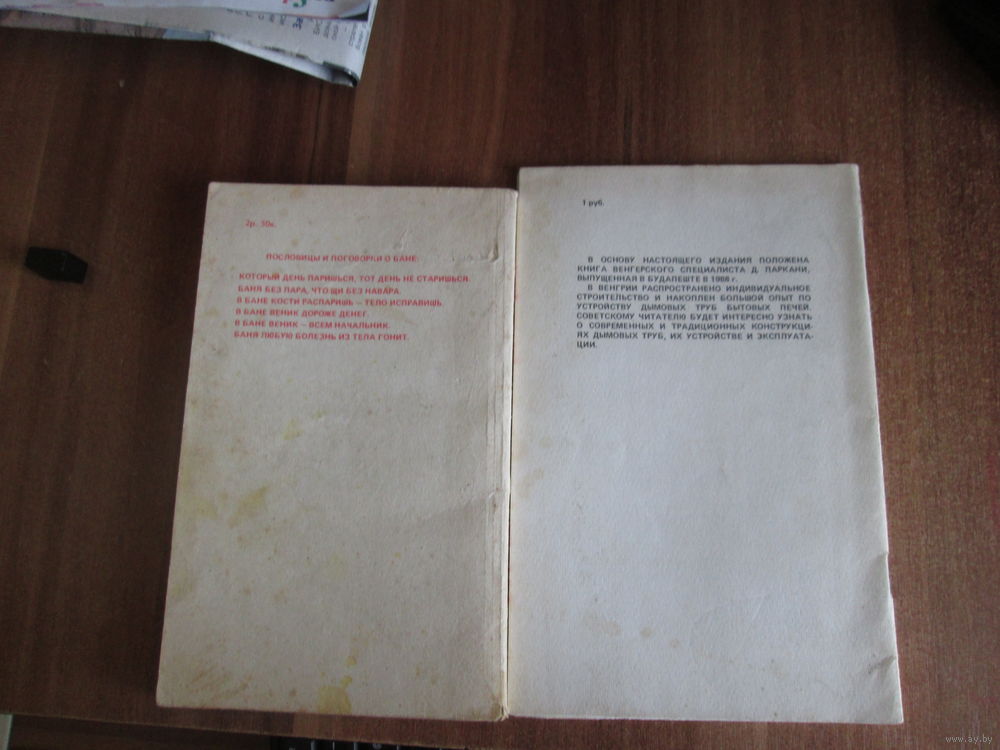 2р. 50к.
ПОСЛОВИЦЫ И ПОГОВОРКИ О БАНЕ:
КОТОРЫЙ ДЕНЬ ПАРИШЬСЯ, ТОТ ДЕНЬ НЕ СТАРИШЬСЯ.
БАНЯ БЕЗ ПАРА, ЧТО ЩИ БЕЗ НАВАРА.
В БАНЕ КОСТИ РАСПАРИШЬ — ТЕЛО ИСПРАВИШЬ.
В БАНЕ ВЕНИК ДОРОЖЕ ДЕНЕГ.
В БАНЕ ВЕНИК — ВСЕМ НАЧАЛЬНИК.
БАНЯ ЛЮБУЮ БОЛЕЗНЬ ИЗ ТЕЛА ГОНИТ.
1 руб.
В ОСНОВУ НАСТОЯЩЕГО ИЗДАНИЯ ПОЛОЖЕНА
КНИГА ВЕНГЕРСКОГО СПЕЦИАЛИСТА Д. ПАРКАНИ,
ВЫПУЩЕННАЯ В БУДАПЕШТЕ В 1988 г.
В ВЕНГРИИ РАСПРОСТРАНЕНО ИНДИВИДУАЛЬНОЕ
СТРОИТЕЛЬСТВО И НАКОПЛЕН БОЛЬШОЙ ОПЫТ ПО
УСТРОЙСТВУ ДЫМОВЫХ ТРУБ БЫТОВЫХ ПЕЧЕЙ.
СОВЕТСКОМУ ЧИТАТЕЛЮ БУДЕТ ИНТЕРЕСНО УЗНАТЬ
О СОВРЕМЕННЫХ И ТРАДИЦИОННЫХ КОНСТРУКЦИ-
ЯХ ДЫМОВЫХ ТРУБ, ИХ УСТРОЙСТВЕ И ЭКСПЛУАТА-
ЦИИ.
www.ay.by